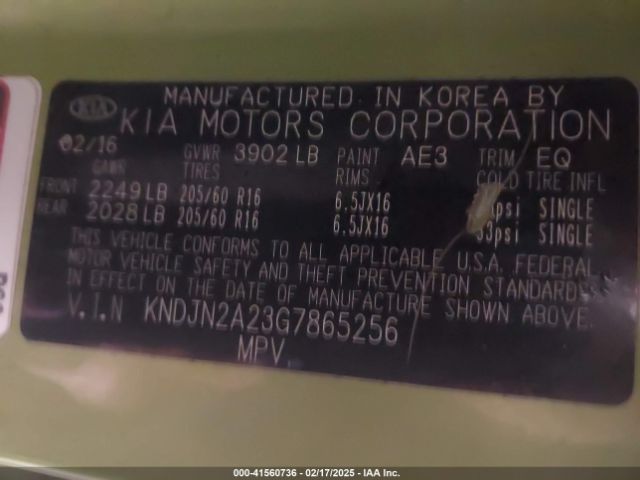 KIA
MANUFACTURED IN KOREA BY
KIA MOTORS CORPORATION
02/16 GVWR 3902 LB PAINT AE3 TRIM EQ
GAWR TIRES RIMS COLD TIRE INFL
FRONT 2249 LB 205/60 R16 6.5JX16 psi SINGLE
REAR 2028 LB 205/60 R16 6.5JX16 33psi SINGLE
THIS VEHICLE CONFORMS TO ALL APPLICABLE U.S.A. FEDERAL
MOTOR VEHICLE SAFETY AND THEFT PREVENTION STANDARDS
IN EFFECT ON THE DATE OF MANUFACTURE SHOWN ABOVE.
V.I.N KNDJN2A23G7865256
MPV
000-41560736 - 02/17/2025 - IAA Inc.